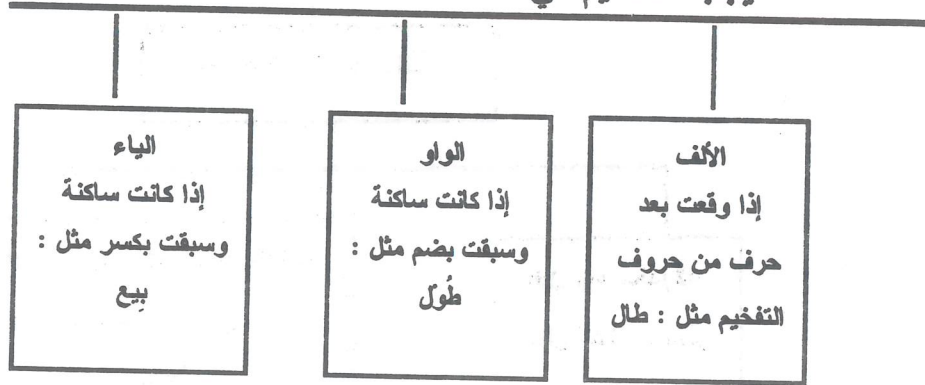 الألف
إذا وقعت بعد
حرف من حروف
التفخيم مثل : طال
الواو
إذا كانت ساكنة
وسبقت بضم مثل :
طُول
الياء
إذا كانت ساكنة
وسبقت بكسر مثل :
بِيع